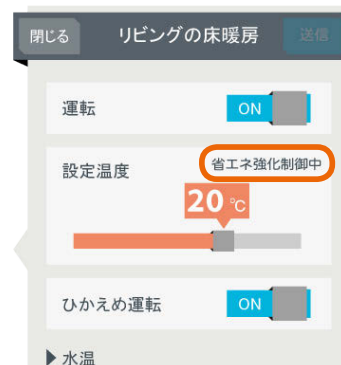 閉じる リビングの床暖房 送信
運転 ON
設定温度 省エネ強化制御中
20 ℃
ひかえめ運転 ON
▶水温